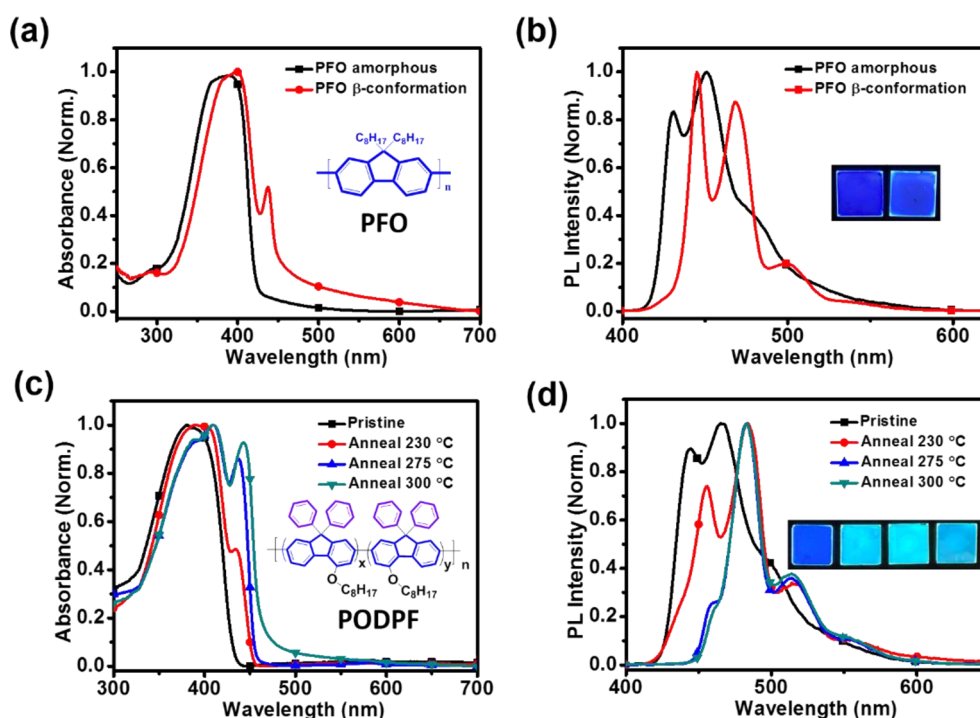 (a)
Absorbance (Norm.)
1.0
0.8
0.6
0.4
0.2
0.0
PFO amorphous
PFO β-conformation
C8H17 C8H17
n
PFO
300 400 500 600 700
Wavelength (nm)
(b)
PL Intensity (Norm.)
1.0
0.8
0.6
0.4
0.2
0.0
PFO amorphous
PFO β-conformation
400 500 600
Wavelength (nm)
(c)
Absorbance (Norm.)
1.0
0.8
0.6
0.4
0.2
0.0
Pristine
Anneal 230 °C
Anneal 275 °C
Anneal 300 °C
x y n
OC8H17 OC8H17
PODPF
300 400 500 600 700
Wavelength (nm)
(d)
PL Intensity (Norm.)
1.0
0.8
0.6
0.4
0.2
0.0
Pristine
Anneal 230 °C
Anneal 275 °C
Anneal 300 °C
400 500 600
Wavelength (nm)